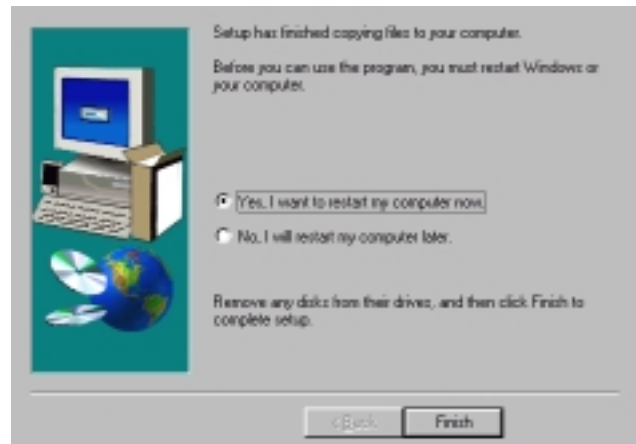 Setup has finished copying files to your computer.
Before you can use the program, you must restart Windows or
your computer.
Yes, I want to restart my computer now.
No, I will restart my computer later.
Remove any disks from their drives, and then click Finish to
complete setup.
< Back
Finish